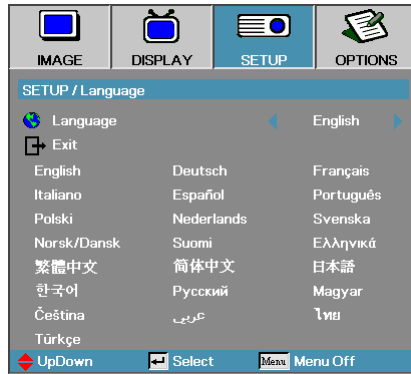 IMAGE DISPLAY SETUP OPTIONS
SETUP / Language
Language English
Exit
English Deutsch Français
Italiano Español Português
Polski Nederlands Svenska
Norsk/Dansk Suomi Ελληνικά
繁體中文 简体中文 日本語
한국어 Русский Magyar
Čeština عربي ไทย
Türkçe
UpDown Select Menu Menu Off